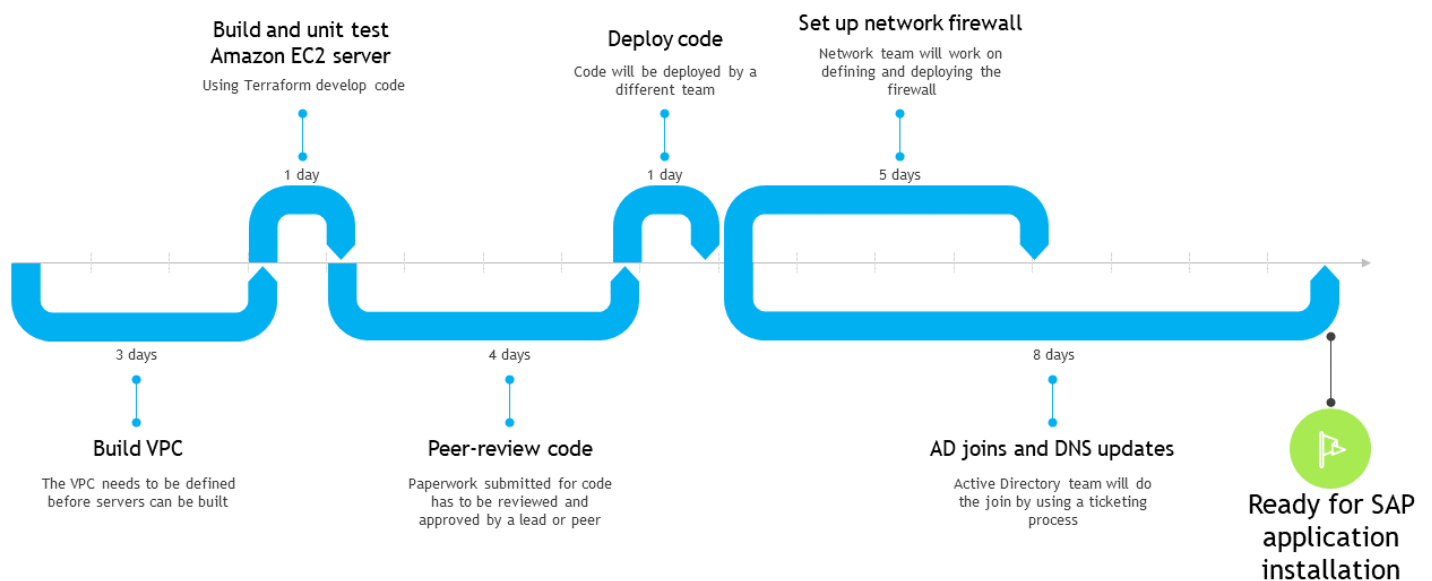 Build and unit test
Amazon EC2 server
Using Terraform develop code
1 day
Deploy code
Code will be deployed by a
different team
1 day
Set up network firewall
Network team will work on
defining and deploying the
firewall
5 days
3 days
Build VPC
The VPC needs to be defined
before servers can be built
4 days
Peer-review code
Paperwork submitted for code
has to be reviewed and
approved by a lead or peer
8 days
AD joins and DNS updates
Active Directory team will do
the join by using a ticketing
process
Ready for SAP
application
installation